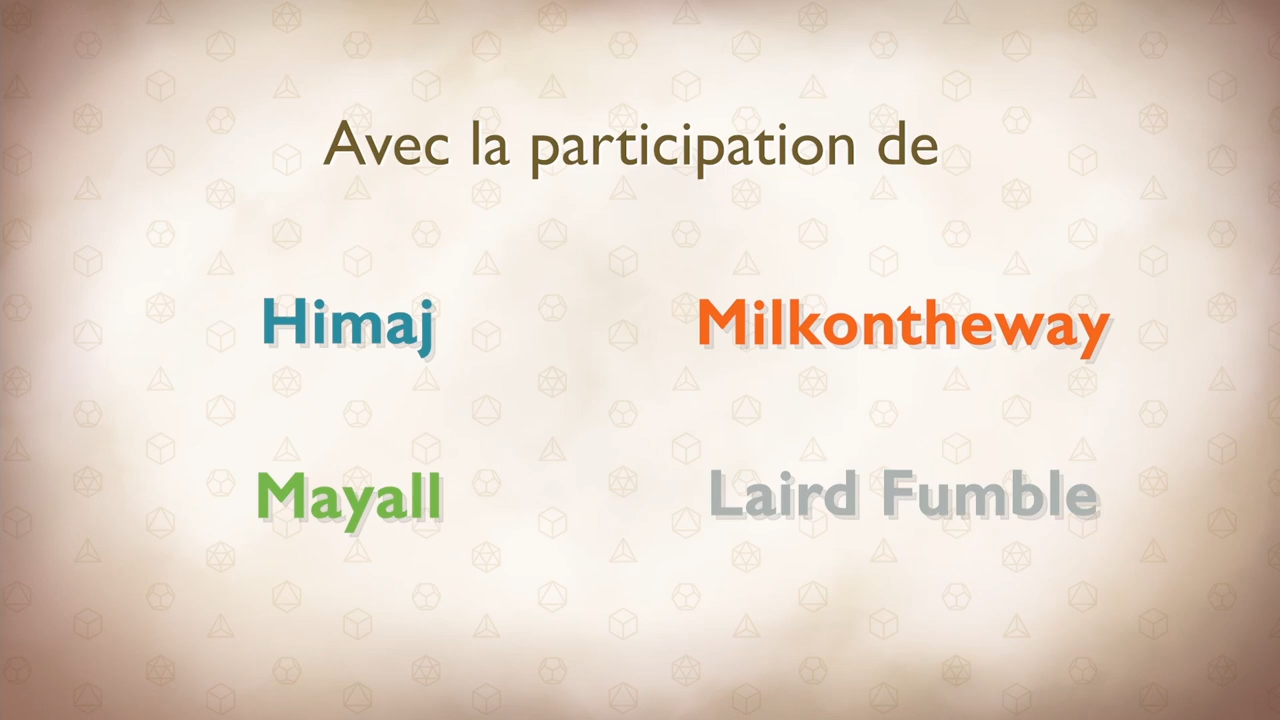 Avec la participation de
Himaj
Milkontheway
Mayall
Laird Fumble